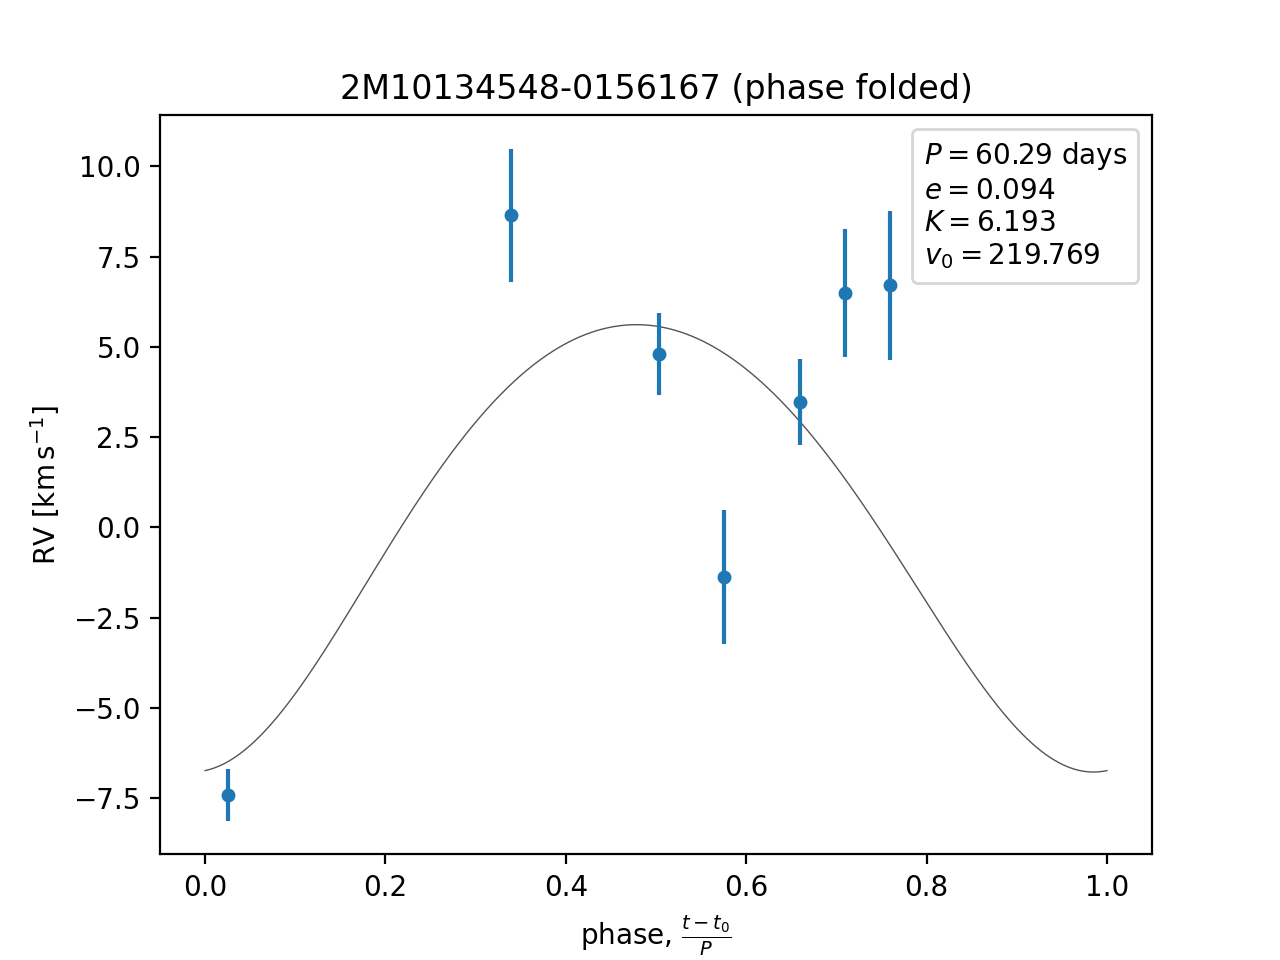 2M10134548-0156167 (phase folded)
P = 60.29 days
e = 0.094
K = 6.193
v₀ = 219.769
10.0
7.5
5.0
2.5
0.0
−2.5
−5.0
−7.5
RV [km s⁻¹]
0.0 0.2 0.4 0.6 0.8 1.0
phase, (t − t₀)/P